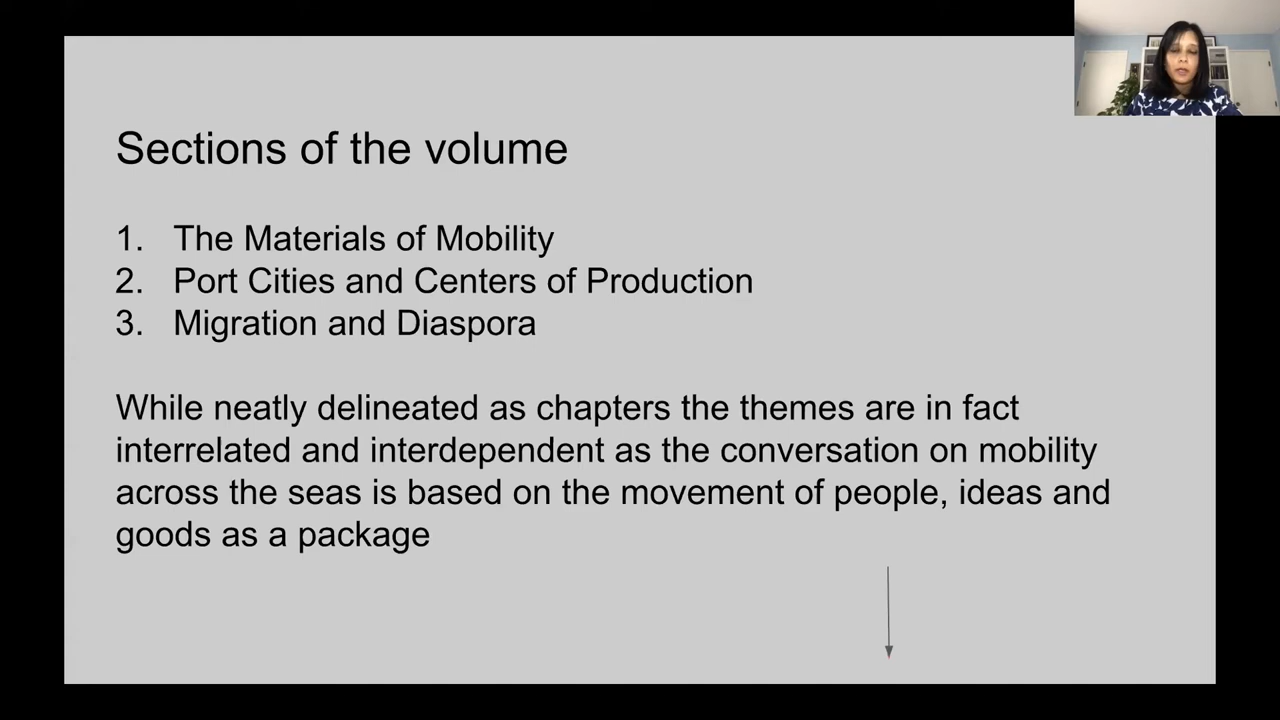 Sections of the volume
1. The Materials of Mobility
2. Port Cities and Centers of Production
3. Migration and Diaspora
While neatly delineated as chapters the themes are in fact
interrelated and interdependent as the conversation on mobility
across the seas is based on the movement of people, ideas and
goods as a package